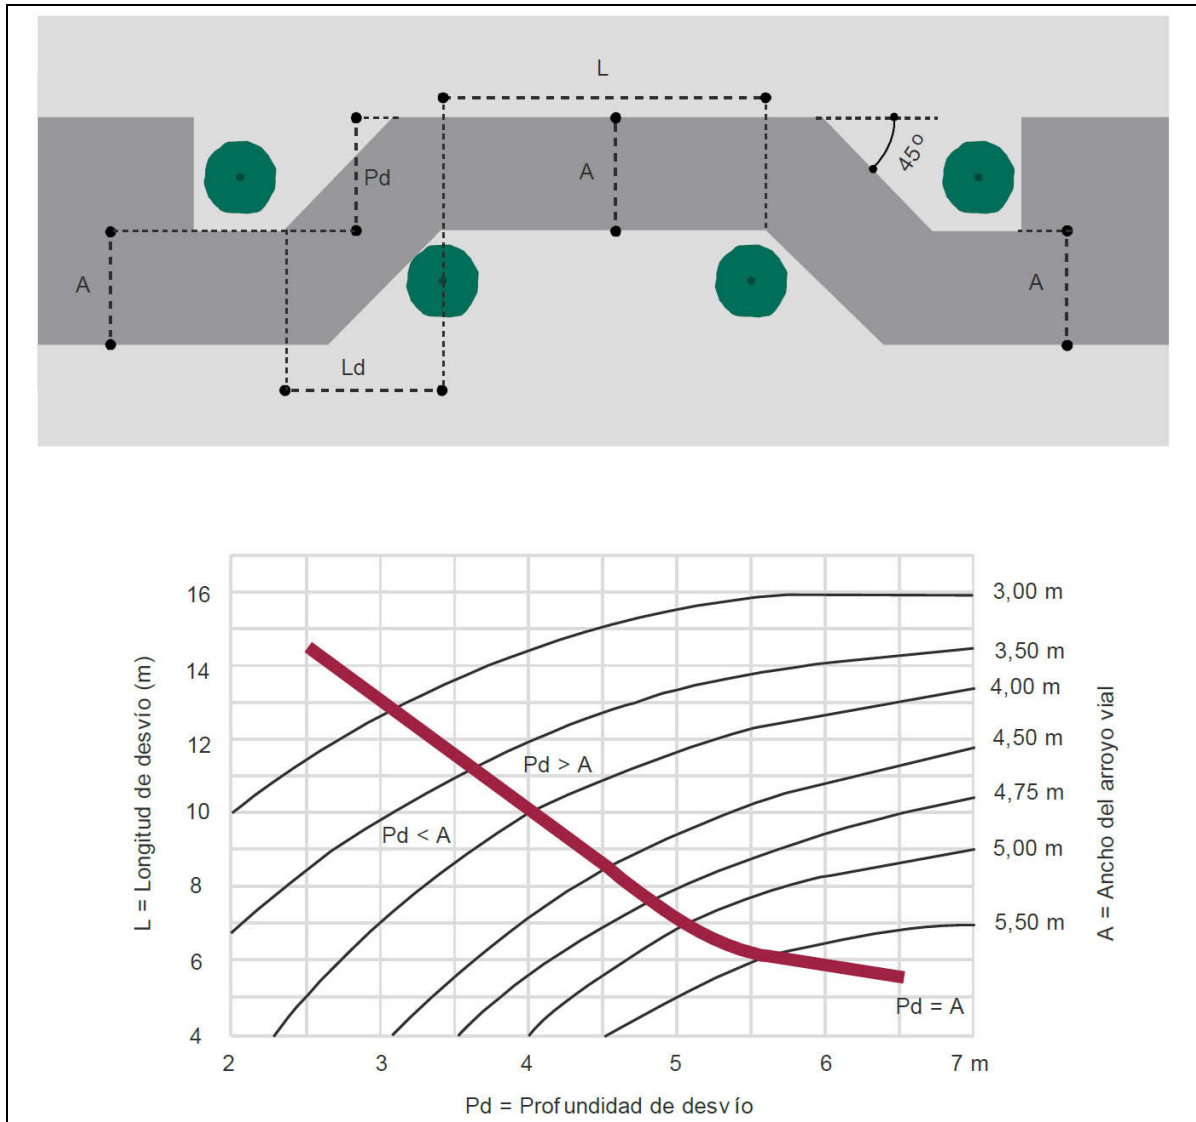 L
Pd
A
45°
A
A
Ld
16
14
12
10
8
6
4
2
3
4
5
6
7 m
L = Longitud de desvío (m)
Pd > A
Pd < A
Pd = A
3,00 m
3,50 m
4,00 m
4,50 m
4,75 m
5,00 m
5,50 m
A = Ancho del arroyo vial
Pd = Profundidad de desvío